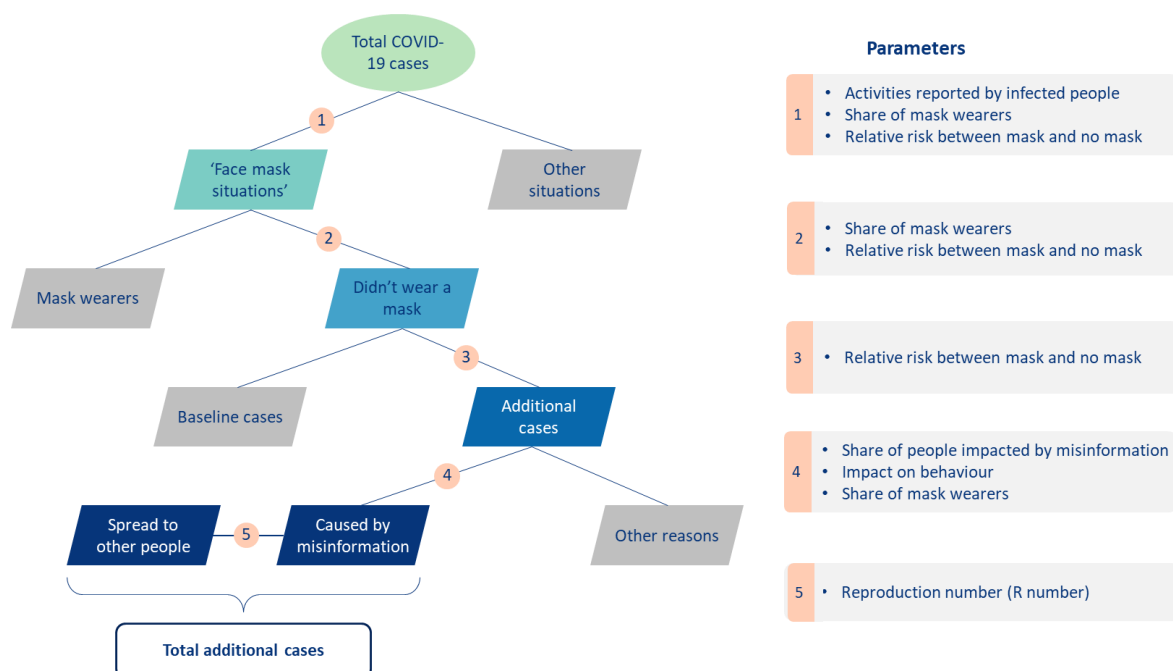 Total COVID-
19 cases
1
‘Face mask
situations’
Other
situations
2
Mask wearers
Didn’t wear a
mask
3
Baseline cases
Additional
cases
4
Spread to
other people
5
Caused by
misinformation
Other reasons
Total additional cases
Parameters
1
• Activities reported by infected people
• Share of mask wearers
• Relative risk between mask and no mask
2
• Share of mask wearers
• Relative risk between mask and no mask
3
• Relative risk between mask and no mask
4
• Share of people impacted by misinformation
• Impact on behaviour
• Share of mask wearers
5
• Reproduction number (R number)